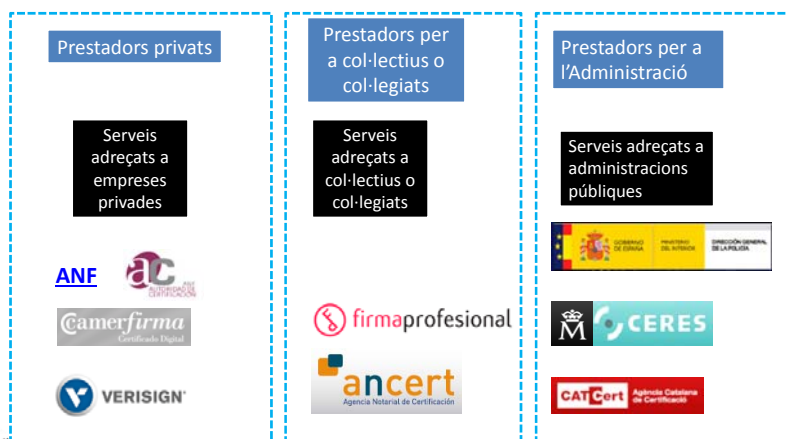 Prestadors privats
Serveis
adreçats a
empreses
privades
ANF
ac
ANF
AUTORIDAD DE
CERTIFICACIÓN
Camerfirma
Certificado Digital
VERISIGN
Prestadors per
a col·lectius o
col·legiats
Serveis
adreçats a
col·lectius o
col·legiats
firmaprofesional
ancert
Agencia Notarial de Certificación
Prestadors per a
l'Administració
Serveis adreçats a
administracions
públiques
GOBIERNO
DE ESPAÑA
MINISTERIO
DEL INTERIOR
DIRECCIÓN GENERAL
DE LA POLICÍA
M
CERES
CATCert
Agència Catalana
de Certificació